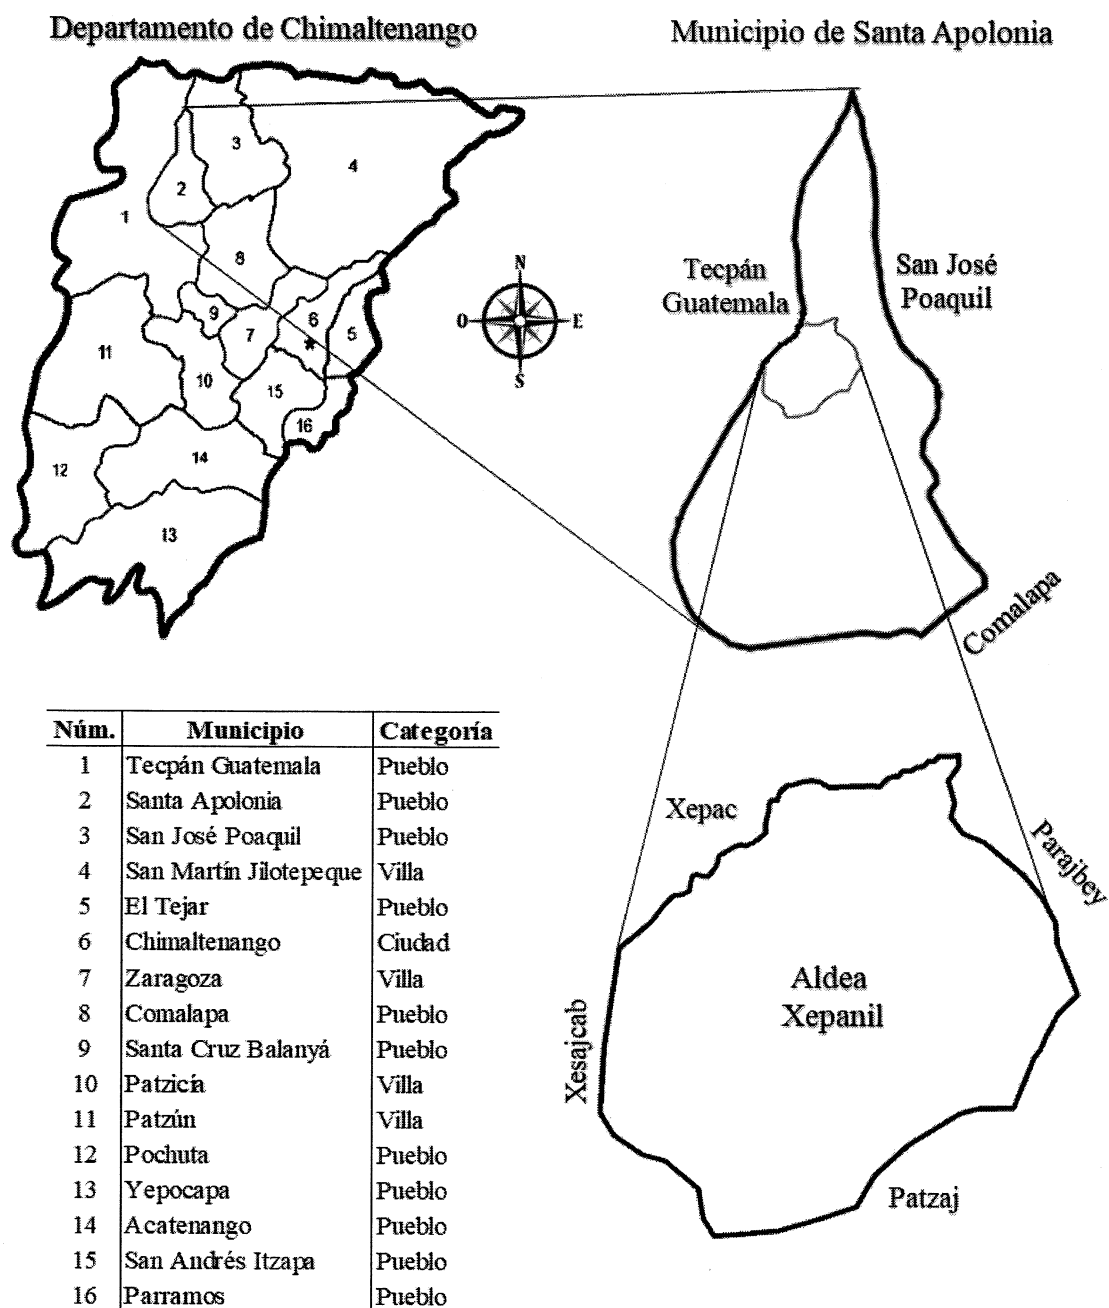 Departamento de Chimaltenango
Municipio de Santa Apolonia
3
4
2
1
8
Tecpán
Guatemala
San José
Poaquil
N
O
E
S
9
6
7
5
11
10
15
16
12
14
13
Comalapa
Núm. Municipio Categoría
1 Tecpán Guatemala Pueblo
2 Santa Apolonia Pueblo
3 San José Poaquil Pueblo
4 San Martín Jilotepeque Villa
5 El Tejar Pueblo
6 Chimaltenango Ciudad
7 Zaragoza Villa
8 Comalapa Pueblo
9 Santa Cruz Balanyá Pueblo
10 Patzicía Villa
11 Patzún Villa
12 Pochuta Pueblo
13 Yepocapa Pueblo
14 Acatenango Pueblo
15 San Andrés Itzapa Pueblo
16 Parramos Pueblo
Xepac
Parajbey
Aldea
Xepanil
Xesajcab
Patzaj